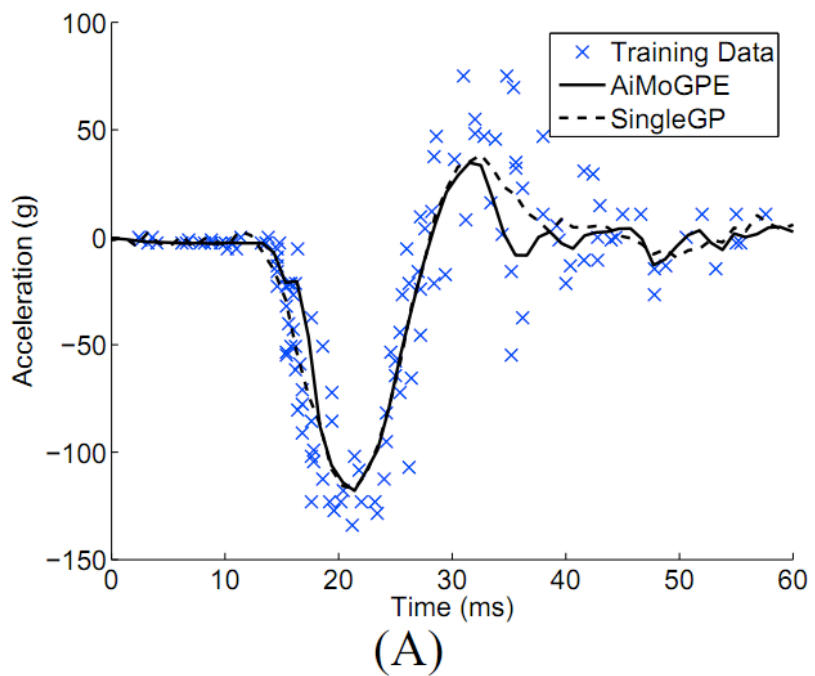 100
50
0
−50
−100
−150
Acceleration (g)
Training Data
AiMoGPE
SingleGP
0 10 20 30 40 50 60
Time (ms)
(A)